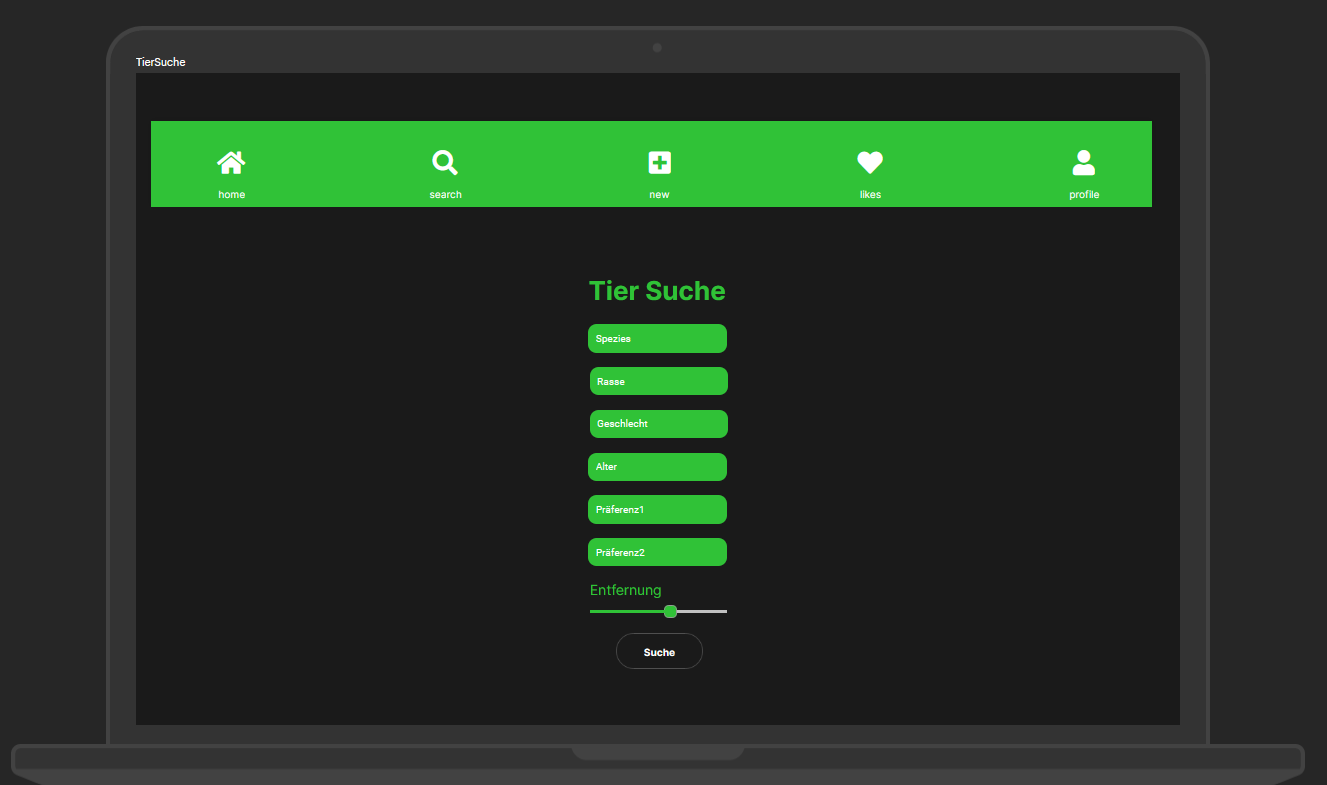 TierSuche
home search new likes profile
Tier Suche
Spezies
Rasse
Geschlecht
Alter
Präferenz1
Präferenz2
Entfernung
Suche